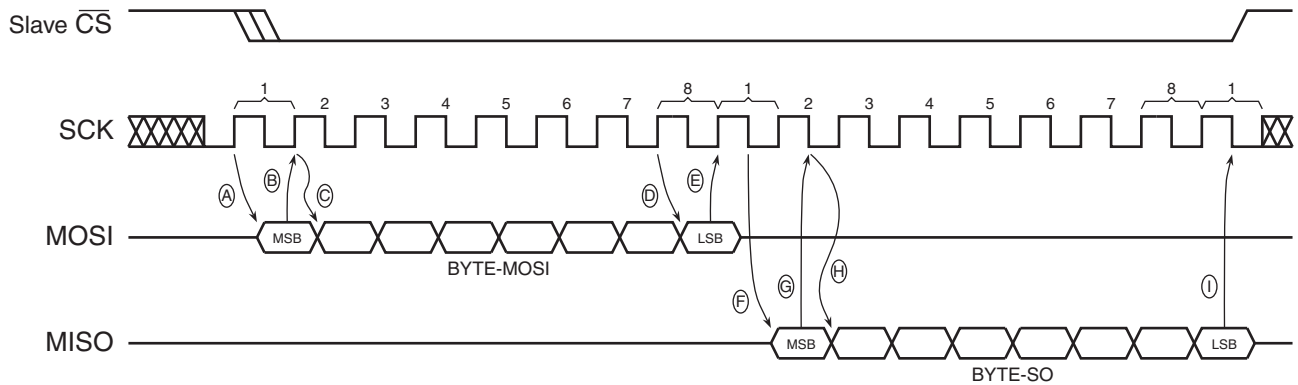 Slave CS
1 8 1 8 1
2 3 4 5 6 7 2 3 4 5 6 7
SCK
A B C D E
MOSI MSB LSB
BYTE-MOSI
F G H I
MISO MSB LSB
BYTE-SO